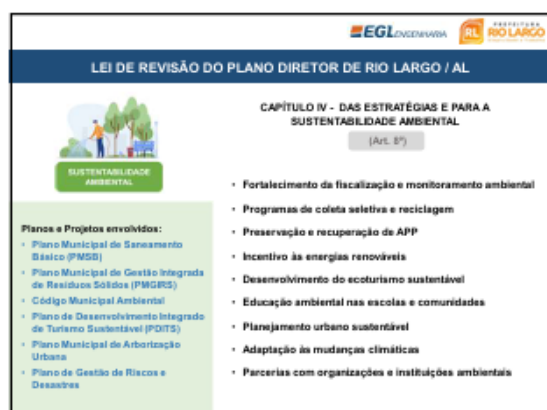 EGL ENGENHARIA
PREFEITURA
RL RIO LARGO
LEI DE REVISÃO DO PLANO DIRETOR DE RIO LARGO / AL
SUSTENTABILIDADE
AMBIENTAL
Planos e Projetos envolvidos:
• Plano Municipal de Saneamento
Básico (PMSB)
• Plano Municipal de Gestão Integrada
de Resíduos Sólidos (PMGIRS)
• Código Municipal Ambiental
• Plano de Desenvolvimento Integrado
de Turismo Sustentável (PDITS)
• Plano Municipal de Arborização
Urbana
• Plano de Gestão de Riscos e
Desastres
CAPÍTULO IV - DAS ESTRATÉGIAS E PARA A
SUSTENTABILIDADE AMBIENTAL
(Art. 8º)
• Fortalecimento da fiscalização e monitoramento ambiental
• Programas de coleta seletiva e reciclagem
• Preservação e recuperação de APP
• Incentivo às energias renováveis
• Desenvolvimento do ecoturismo sustentável
• Educação ambiental nas escolas e comunidades
• Planejamento urbano sustentável
• Adaptação às mudanças climáticas
• Parcerias com organizações e instituições ambientais